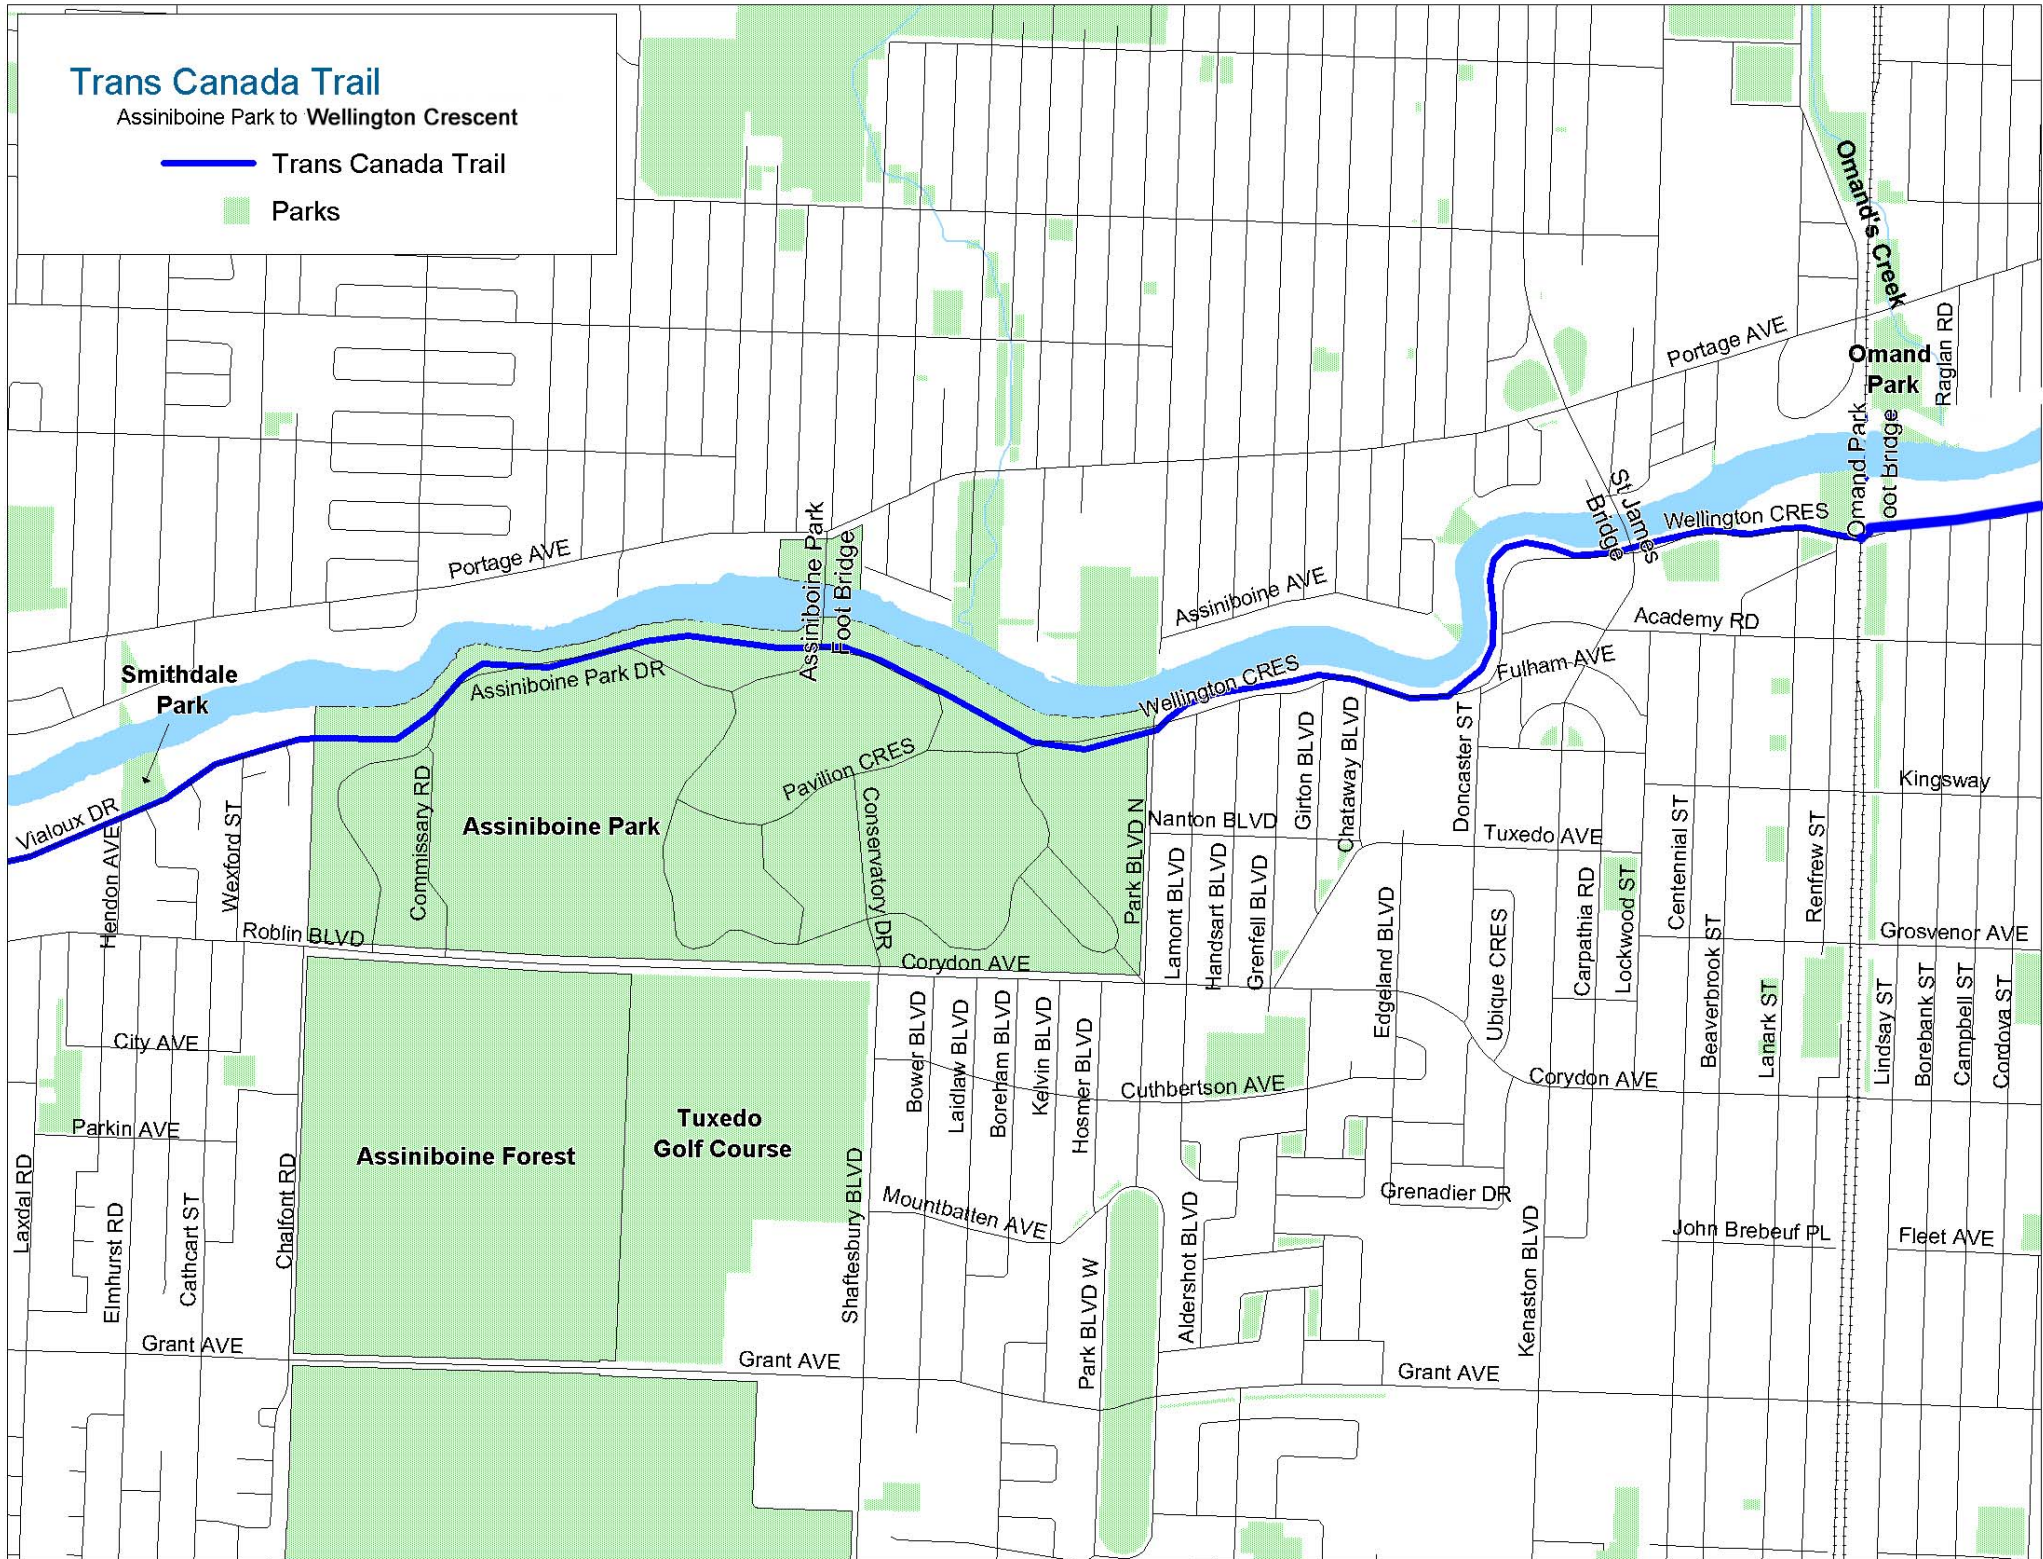 Trans Canada Trail
Assiniboine Park to Wellington Crescent
Trans Canada Trail
Parks
Omand's Creek
Portage AVE
Raglan RD
Omand
Park
Omand Park
oot Bridge
St James
Bridge
Wellington CRES
Portage AVE
Assiniboine Park
Foot Bridge
Assiniboine AVE
Academy RD
Fulham AVE
Smithdale
Park
Assiniboine Park DR
Wellington CRES
Vialoux DR
Hendon AVE
Wexford ST
Commissary RD
Assiniboine Park
Pavilion CRES
Conservatory DR
Park BLVD N
Nanton BLVD
Girton BLVD
Chataway BLVD
Doncaster ST
Tuxedo AVE
Kingsway
Centennial ST
Renfrew ST
Lamont BLVD
Handsart BLVD
Grenfell BLVD
Edgeland BLVD
Ubique CRES
Carpathia RD
Lockwood ST
Beaverbrook ST
Lanark ST
Grosvenor AVE
Lindsay ST
Borebank ST
Campbell ST
Cordova ST
Roblin BLVD
Corydon AVE
City AVE
Bower BLVD
Laidlaw BLVD
Boreham BLVD
Kelvin BLVD
Hosmer BLVD
Cuthbertson AVE
Corydon AVE
Parkin AVE
Tuxedo
Golf Course
Assiniboine Forest
Laxdal RD
Elmhurst RD
Cathcart ST
Chalfont RD
Shaftesbury BLVD
Mountbatten AVE
Park BLVD W
Aldershot BLVD
Grenadier DR
Kenaston BLVD
John Brebeuf PL
Fleet AVE
Grant AVE
Grant AVE
Grant AVE